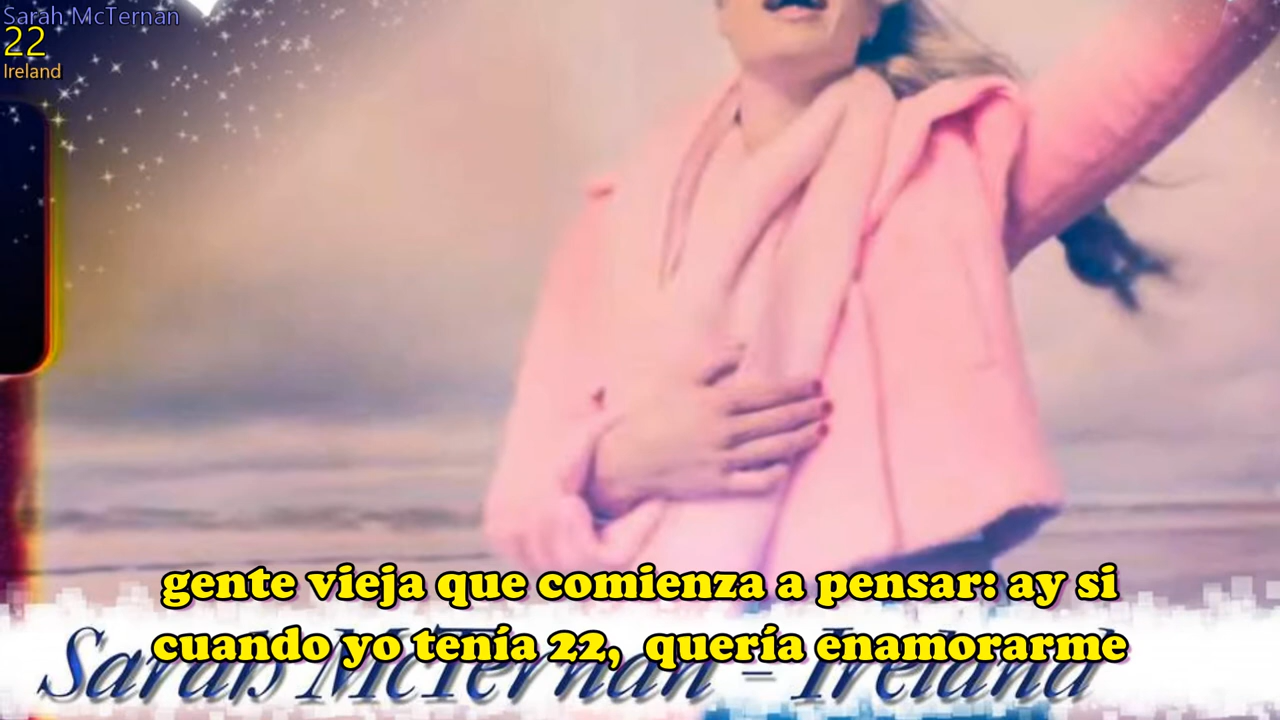 Sarah McTernan
22
Ireland
gente vieja que comienza a pensar: ay si
cuando yo tenía 22, quería enamorarme
Sarah McTernan - Ireland